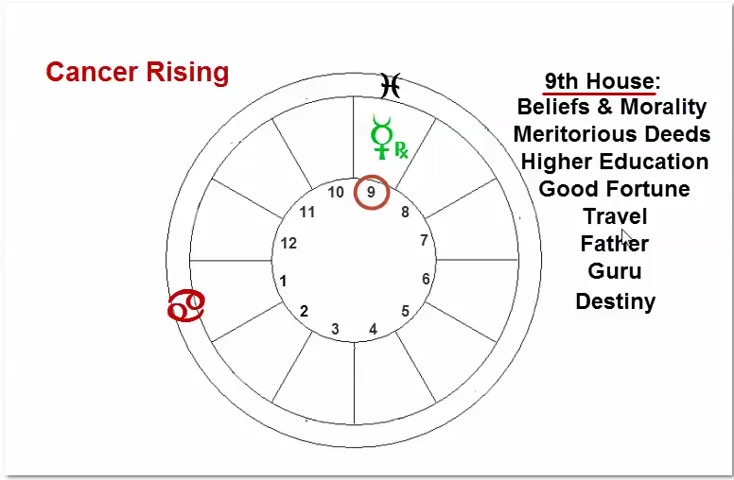 Cancer Rising
♓
9th House:
Beliefs & Morality
Meritorious Deeds
Higher Education
Good Fortune
Travel
Father
Guru
Destiny
☿ ℞
10 9
11 8
12 7
1 6
♋
2 5
3 4